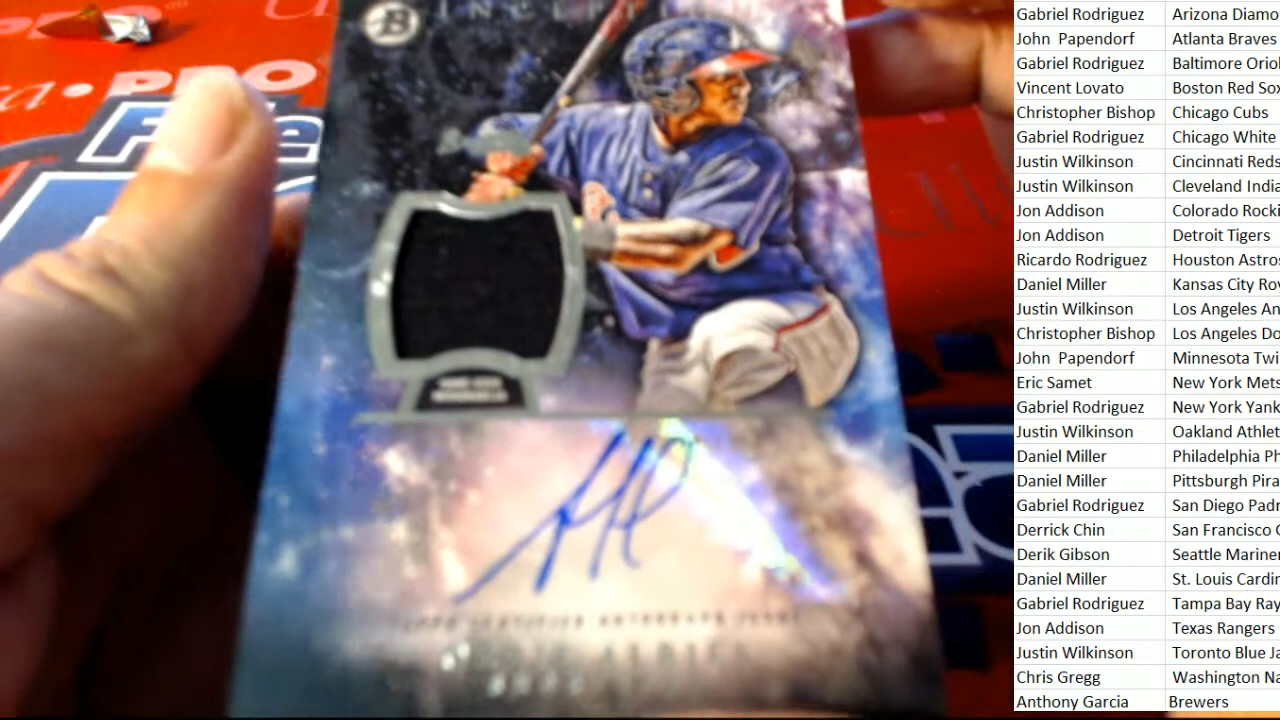 PRO
B INCEPT
a • PRO
Gabriel Rodriguez Arizona Diamo
John Papendorf Atlanta Braves
Gabriel Rodriguez Baltimore Oriol
Vincent Lovato Boston Red Sox
Christopher Bishop Chicago Cubs
Gabriel Rodriguez Chicago White
Justin Wilkinson Cincinnati Reds
Justin Wilkinson Cleveland India
Jon Addison Colorado Rocki
Jon Addison Detroit Tigers
Ricardo Rodriguez Houston Astros
Daniel Miller Kansas City Roy
Justin Wilkinson Los Angeles An
Christopher Bishop Los Angeles Do
John Papendorf Minnesota Twi
Eric Samet New York Mets
Gabriel Rodriguez New York Yank
Justin Wilkinson Oakland Athlet
Daniel Miller Philadelphia Ph
Daniel Miller Pittsburgh Pira
Gabriel Rodriguez San Diego Padr
Derrick Chin San Francisco G
Derik Gibson Seattle Mariner
Daniel Miller St. Louis Cardin
Gabriel Rodriguez Tampa Bay Ray
Jon Addison Texas Rangers
Justin Wilkinson Toronto Blue Ja
Chris Gregg Washington Na
Anthony Garcia Brewers